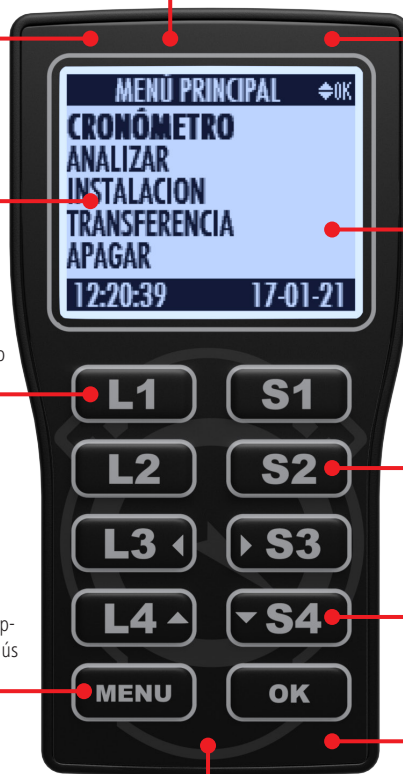 MENÚ PRINCIPAL OK
CRONÓMETRO
ANALIZAR
INSTALACION
TRANSFERENCIA
APAGAR
12:20:39 17-01-21
L1 S1
L2 S2
L3 S3
L4 S4
MENU OK